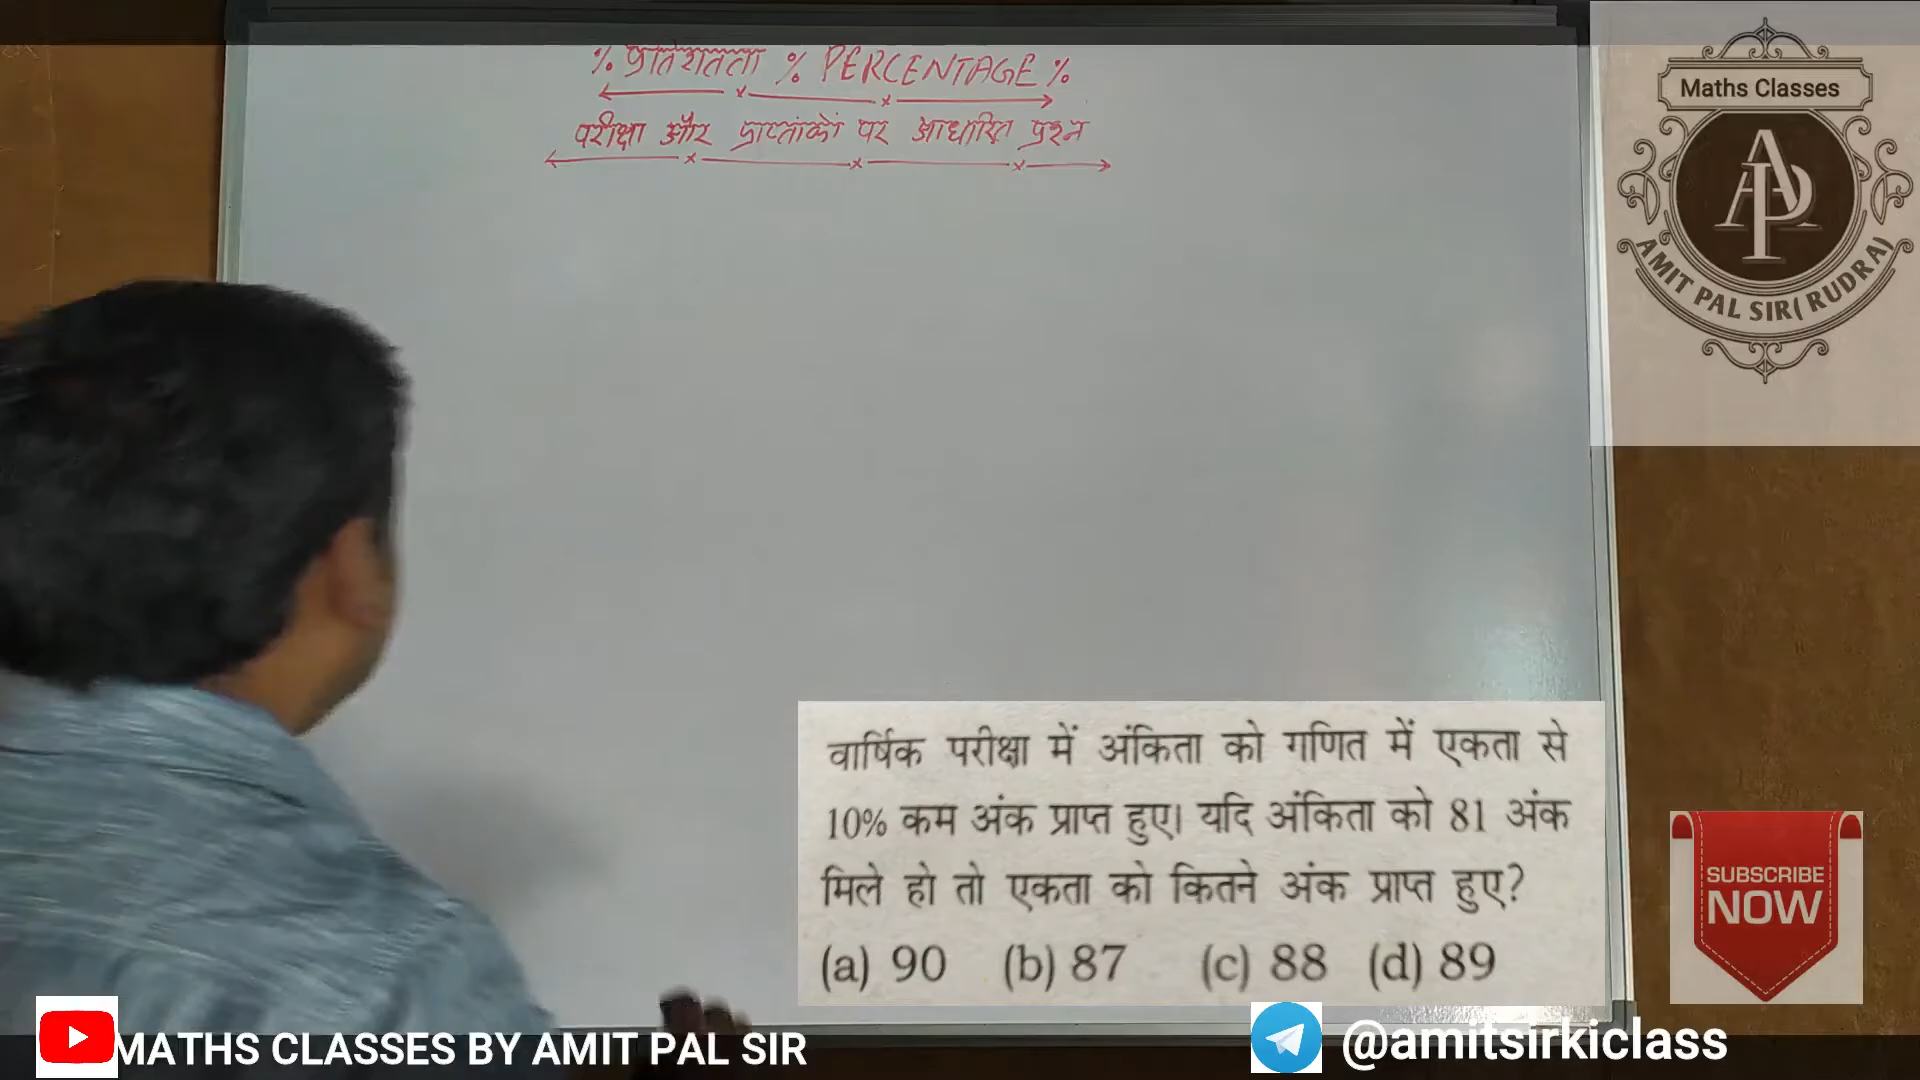 % प्रतिशतता % PERCENTAGE %
परीक्षा और प्राप्तांकों पर आधारित प्रश्न
Maths Classes
AP
AMIT PAL SIR( RUDRA)
वार्षिक परीक्षा में अंकिता को गणित में एकता से
10% कम अंक प्राप्त हुए। यदि अंकिता को 81 अंक
मिले हो तो एकता को कितने अंक प्राप्त हुए?
(a) 90 (b) 87 (c) 88 (d) 89
SUBSCRIBE
NOW
MATHS CLASSES BY AMIT PAL SIR
@amitsirkiclass